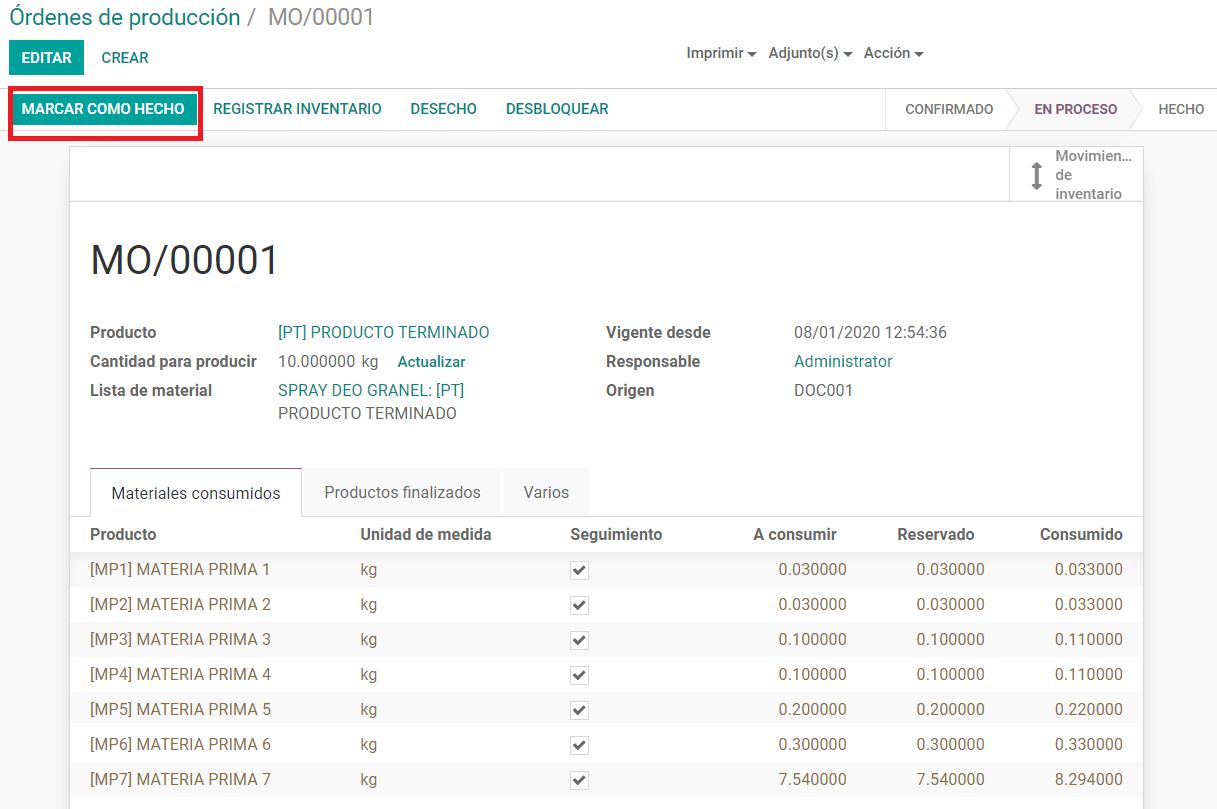 Órdenes de producción / MO/00001
EDITAR CREAR Imprimir Adjunto(s) Acción
MARCAR COMO HECHO REGISTRAR INVENTARIO DESECHO DESBLOQUEAR CONFIRMADO EN PROCESO HECHO
Movimien...
de
inventario
MO/00001
Producto [PT] PRODUCTO TERMINADO Vigente desde 08/01/2020 12:54:36
Cantidad para producir 10.000000 kg Actualizar Responsable Administrator
Lista de material SPRAY DEO GRANEL: [PT] Origen DOC001
PRODUCTO TERMINADO
Materiales consumidos Productos finalizados Varios
Producto Unidad de medida Seguimiento A consumir Reservado Consumido
[MP1] MATERIA PRIMA 1 kg 0.030000 0.030000 0.033000
[MP2] MATERIA PRIMA 2 kg 0.030000 0.030000 0.033000
[MP3] MATERIA PRIMA 3 kg 0.100000 0.100000 0.110000
[MP4] MATERIA PRIMA 4 kg 0.100000 0.100000 0.110000
[MP5] MATERIA PRIMA 5 kg 0.200000 0.200000 0.220000
[MP6] MATERIA PRIMA 6 kg 0.300000 0.300000 0.330000
[MP7] MATERIA PRIMA 7 kg 7.540000 7.540000 8.294000